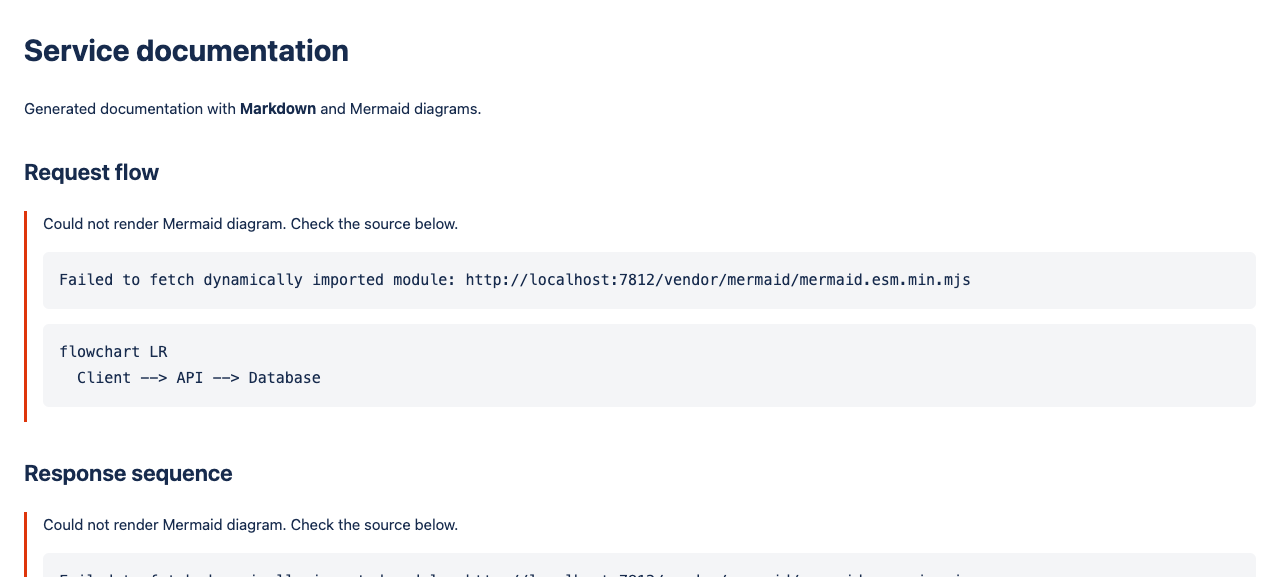 Service documentation
Generated documentation with Markdown and Mermaid diagrams.
Request flow
Could not render Mermaid diagram. Check the source below.
Failed to fetch dynamically imported module: http://localhost:7812/vendor/mermaid/mermaid.esm.min.mjs
flowchart LR
  Client --> API --> Database
Response sequence
Could not render Mermaid diagram. Check the source below.